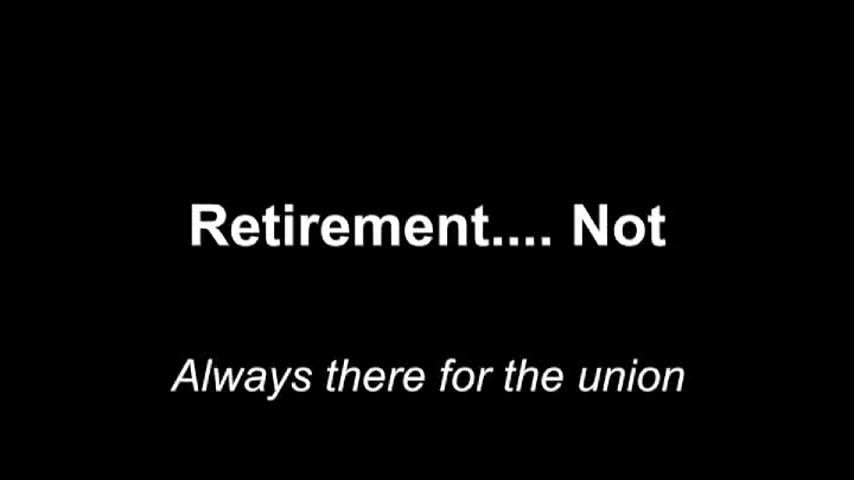 Retirement.... Not
Always there for the union